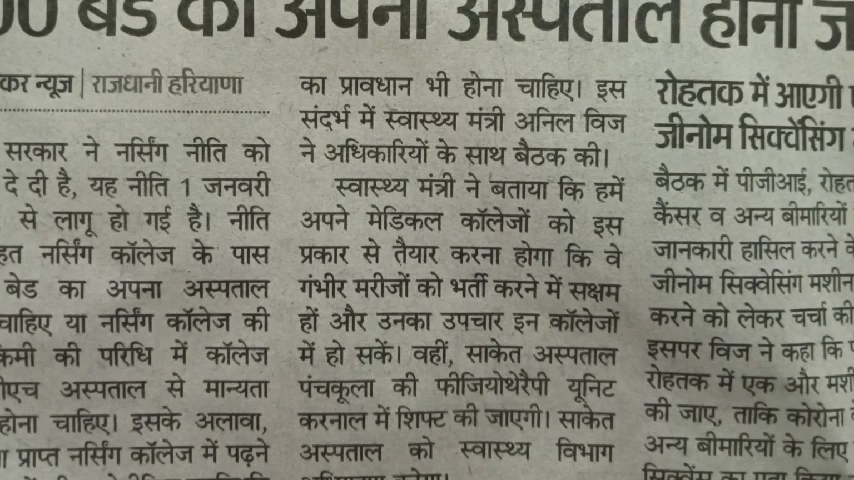 00 बेड का अपना अस्पताल होना
कर न्यूज | राजधानी हरियाणा
सरकार ने नर्सिंग नीति को
दे दी है, यह नीति 1 जनवरी
से लागू हो गई है। नीति
हत नर्सिंग कॉलेज के पास
बेड का अपना अस्पताल
चाहिए या नर्सिंग कॉलेज की
कमी की परिधि में कॉलेज
ीएच अस्पताल से मान्यता
होना चाहिए। इसके अलावा,
प्राप्त नर्सिंग कॉलेज में पढ़ने
का प्रावधान भी होना चाहिए। इस
संदर्भ में स्वास्थ्य मंत्री अनिल विज
ने अधिकारियों के साथ बैठक की।
स्वास्थ्य मंत्री ने बताया कि हमें
अपने मेडिकल कॉलेजों को इस
प्रकार से तैयार करना होगा कि वे
गंभीर मरीजों को भर्ती करने में सक्षम
हों और उनका उपचार इन कॉलेजों
में हो सकें। वहीं, साकेत अस्पताल
पंचकूला की फीजियोथेरैपी यूनिट
करनाल में शिफ्ट की जाएगी। साकेत
अस्पताल को स्वास्थ्य विभाग
रोहतक में आएगी
जीनोम सिक्वेंसिंग
बैठक में पीजीआई, रोहत
कैंसर व अन्य बीमारियों
जानकारी हासिल करने के
जीनोम सिक्वेसिंग मशीन
करने को लेकर चर्चा की
इसपर विज ने कहा कि
रोहतक में एक और मशी
की जाए, ताकि कोरोना
अन्य बीमारियों के लिए